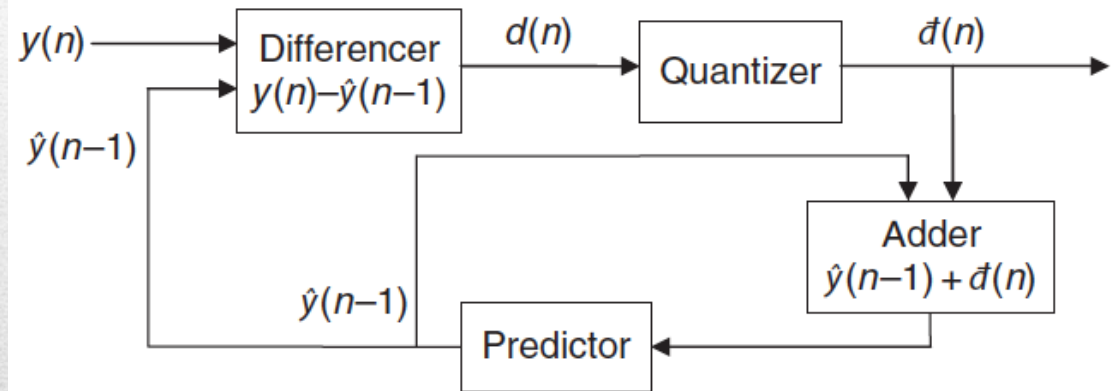 y(n)
Differencer
y(n)–ŷ(n–1)
d(n)
Quantizer
đ(n)
ŷ(n–1)
Adder
ŷ(n–1) + đ(n)
ŷ(n–1)
Predictor